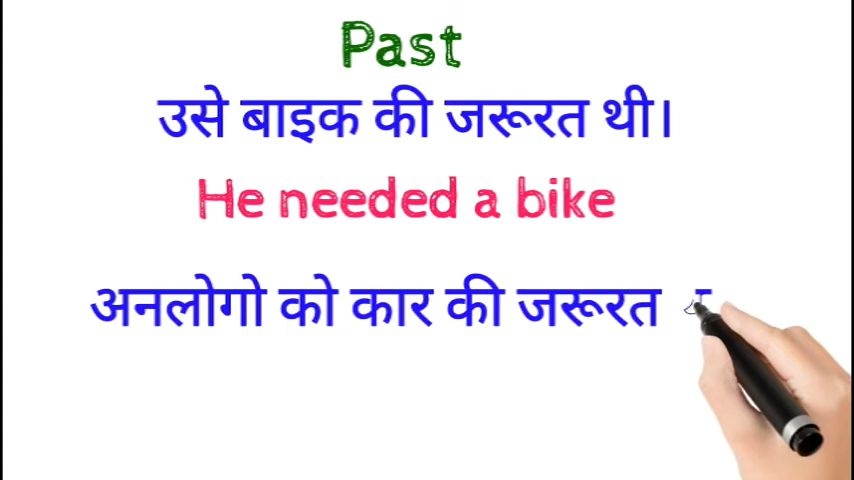 Past
उसे बाइक की जरूरत थी।
He needed a bike
अनलोगो को कार की जरूरत